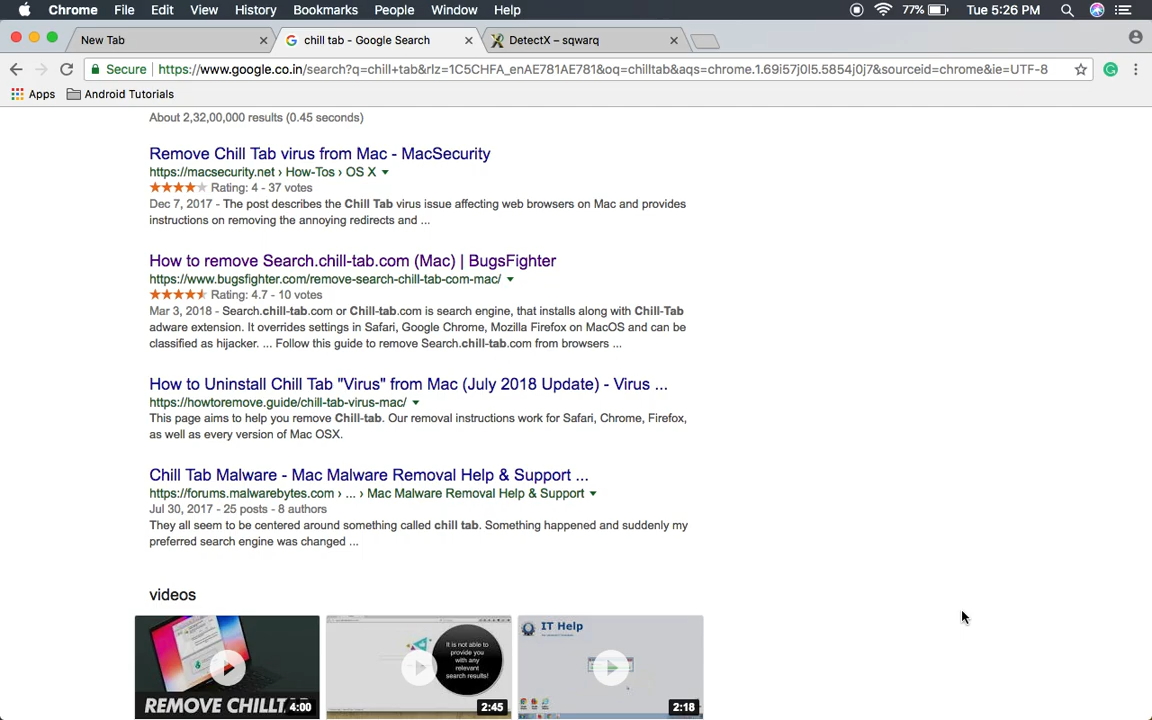 Chrome File Edit View History Bookmarks People Window Help 77% Tue 5:26 PM
New Tab chill tab - Google Search DetectX – sqwarq
Secure https://www.google.co.in/search?q=chill+tab&rlz=1C5CHFA_enAE781AE781&oq=chilltab&aqs=chrome.1.69i57j0l5.5854j0j7&sourceid=chrome&ie=UTF-8
Apps Android Tutorials
About 2,32,00,000 results (0.45 seconds)
Remove Chill Tab virus from Mac - MacSecurity
https://macsecurity.net › How-Tos › OS X
Rating: 4 - 37 votes
Dec 7, 2017 - The post describes the Chill Tab virus issue affecting web browsers on Mac and provides
instructions on removing the annoying redirects and ...
How to remove Search.chill-tab.com (Mac) | BugsFighter
https://www.bugsfighter.com/remove-search-chill-tab-com-mac/
Rating: 4.7 - 10 votes
Mar 3, 2018 - Search.chill-tab.com or Chill-tab.com is search engine, that installs along with Chill-Tab
adware extension. It overrides settings in Safari, Google Chrome, Mozilla Firefox on MacOS and can be
classified as hijacker. ... Follow this guide to remove Search.chill-tab.com from browsers ...
How to Uninstall Chill Tab "Virus" from Mac (July 2018 Update) - Virus ...
https://howtoremove.guide/chill-tab-virus-mac/
This page aims to help you remove Chill-tab. Our removal instructions work for Safari, Chrome, Firefox,
as well as every version of Mac OSX.
Chill Tab Malware - Mac Malware Removal Help & Support ...
https://forums.malwarebytes.com › ... › Mac Malware Removal Help & Support
Jul 30, 2017 - 25 posts - 8 authors
They all seem to be centered around something called chill tab. Something happened and suddenly my
preferred search engine was changed ...
videos
REMOVE CHILLT 4:00
It is not able to
provide you
with any
relevant
search results!
2:45
IT Help
2:18